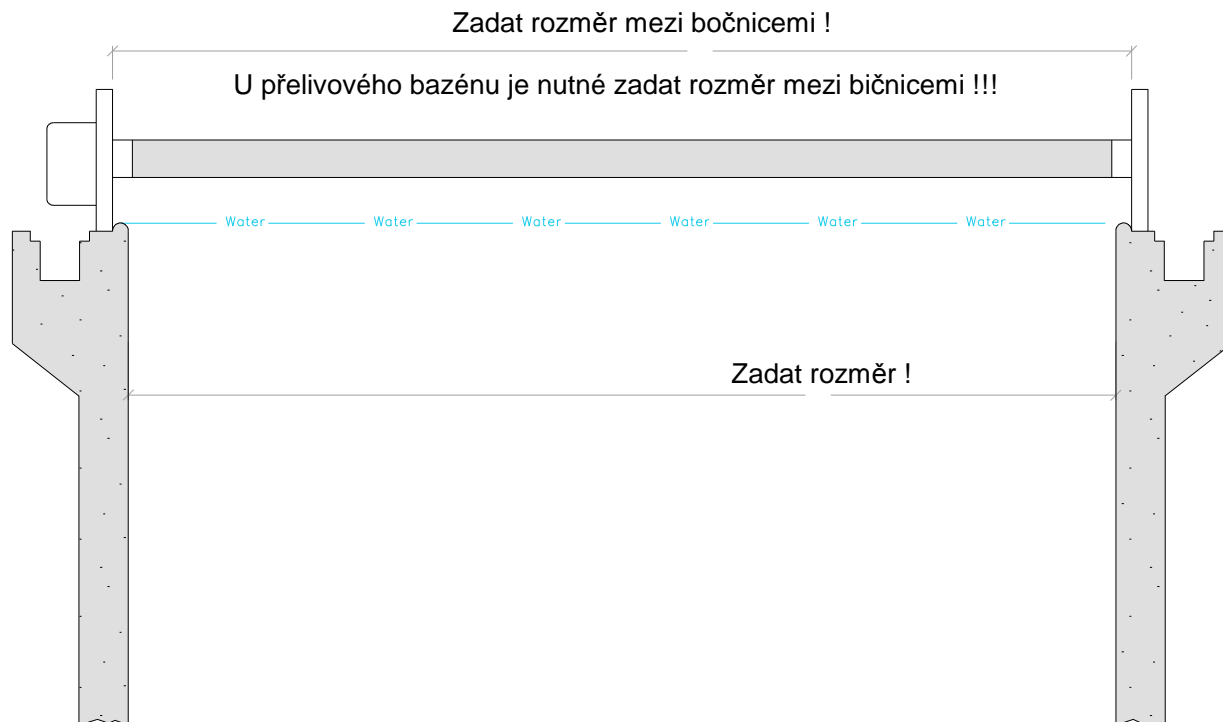 Zadat rozměr mezi bočnicemi !
U přelivového bazénu je nutné zadat rozměr mezi bičnicemi !!!
Water Water Water Water Water Water
Zadat rozměr !